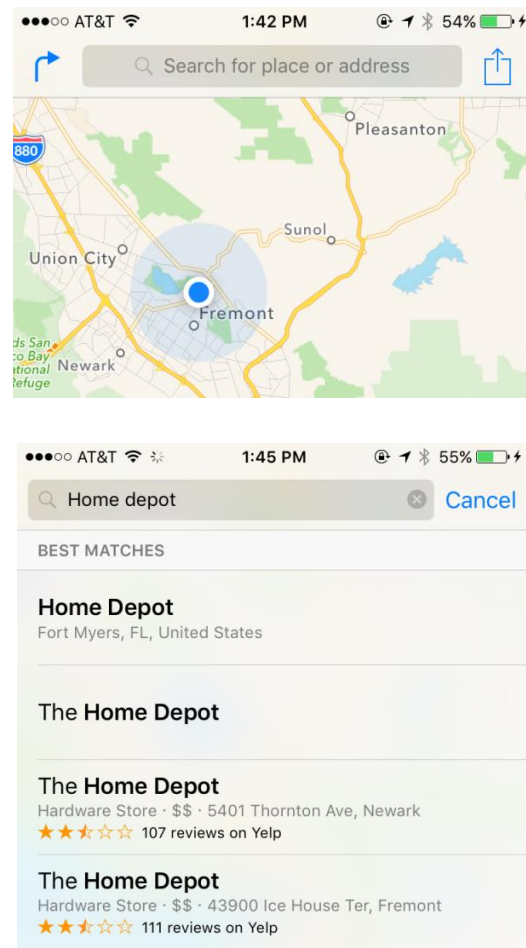 AT&T 1:42 PM 54%
Search for place or address
Pleasanton
880
Sunol
Union City
Fremont
ds San
co Bay
tional
Refuge
Newark
AT&T 1:45 PM 55%
Home depot Cancel
BEST MATCHES
Home Depot
Fort Myers, FL, United States
The Home Depot
The Home Depot
Hardware Store · $$ · 5401 Thornton Ave, Newark
107 reviews on Yelp
The Home Depot
Hardware Store · $$ · 43900 Ice House Ter, Fremont
111 reviews on Yelp